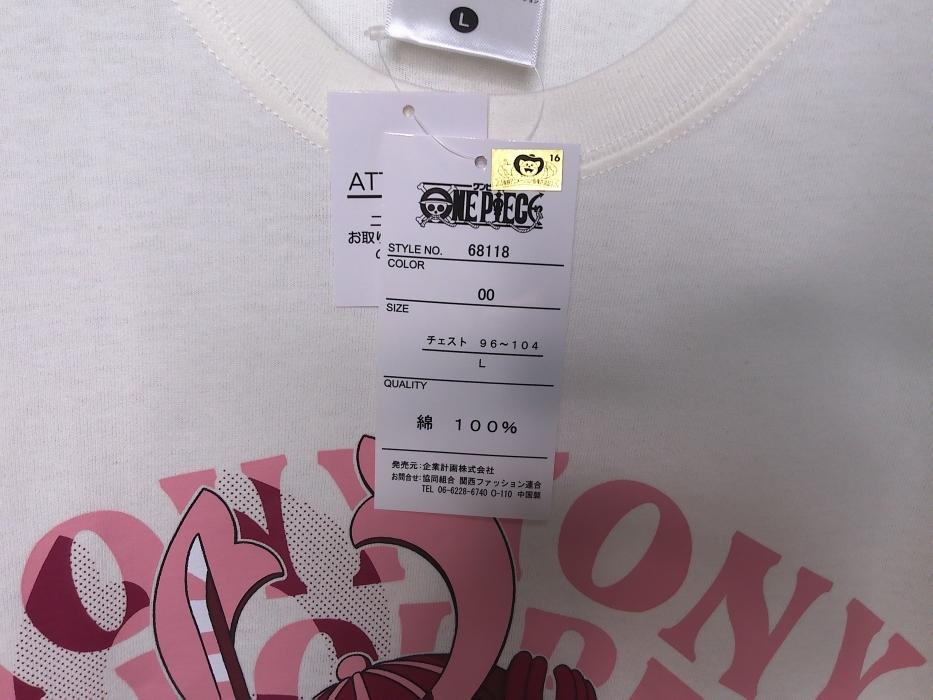 L
ATT
お取り
16
ONE PIECE
STYLE NO. 68118
COLOR
00
SIZE
チェスト 96～104
L
QUALITY
綿 100%
発売元:企業計画株式会社
お問合せ:協同組合 関西ファッション連合
TEL 06-6228-6740 O-110 中国製
ONY TONY